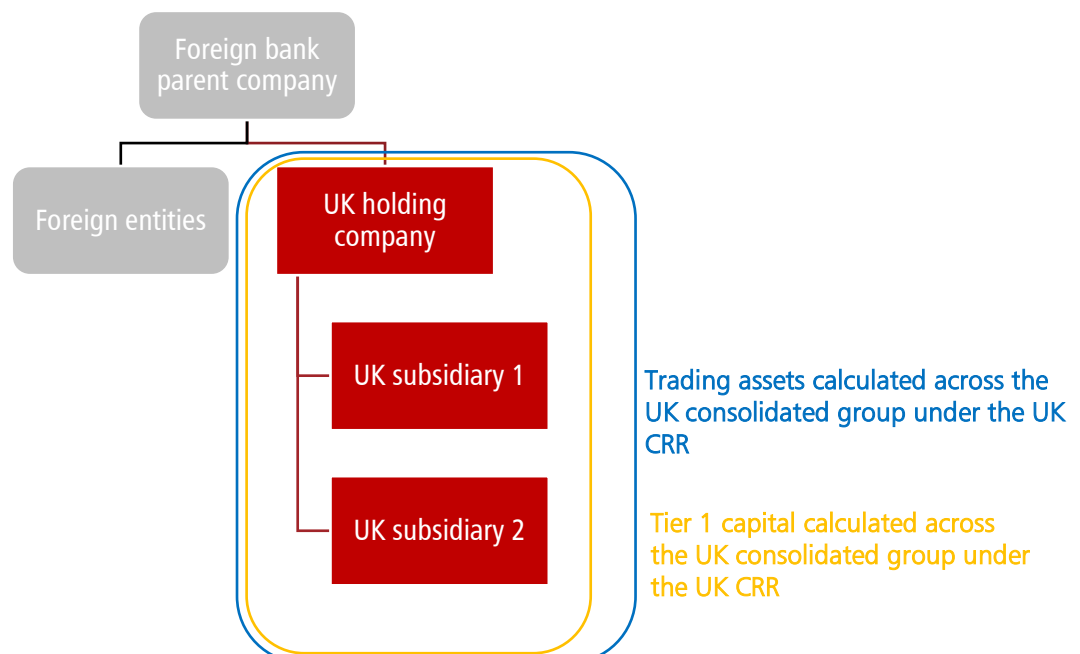 Foreign bank
parent company
Foreign entities
UK holding
company
UK subsidiary 1
UK subsidiary 2
Trading assets calculated across the
UK consolidated group under the UK
CRR
Tier 1 capital calculated across
the UK consolidated group under
the UK CRR